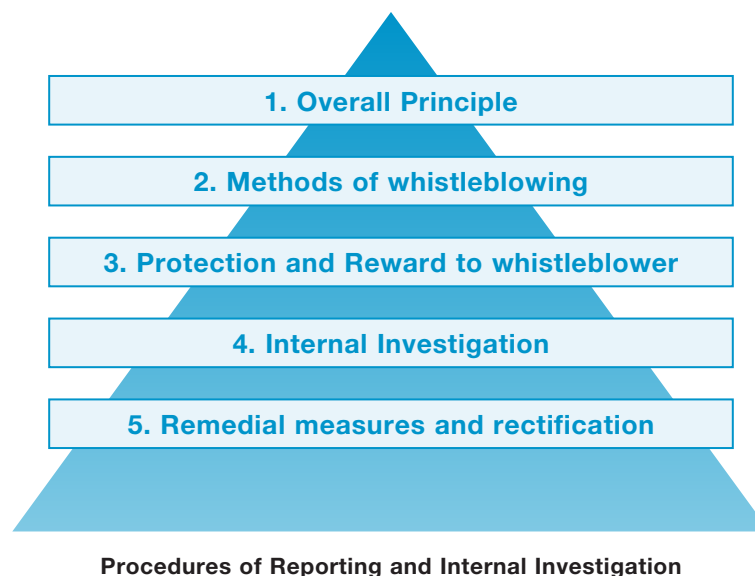 1. Overall Principle
2. Methods of whistleblowing
3. Protection and Reward to whistleblower
4. Internal Investigation
5. Remedial measures and rectification
Procedures of Reporting and Internal Investigation